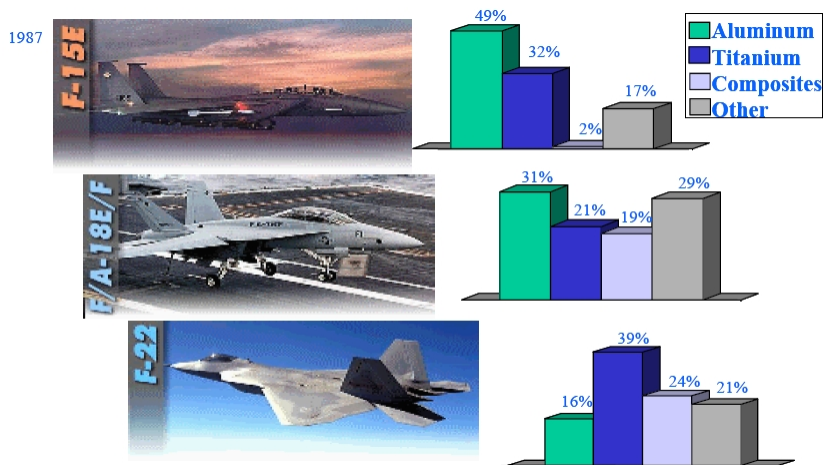 1987
F-15E
49%
32%
2%
17%
Aluminum
Titanium
Composites
Other
F/A-18E/F
31%
21%
19%
29%
F-22
16%
39%
24%
21%